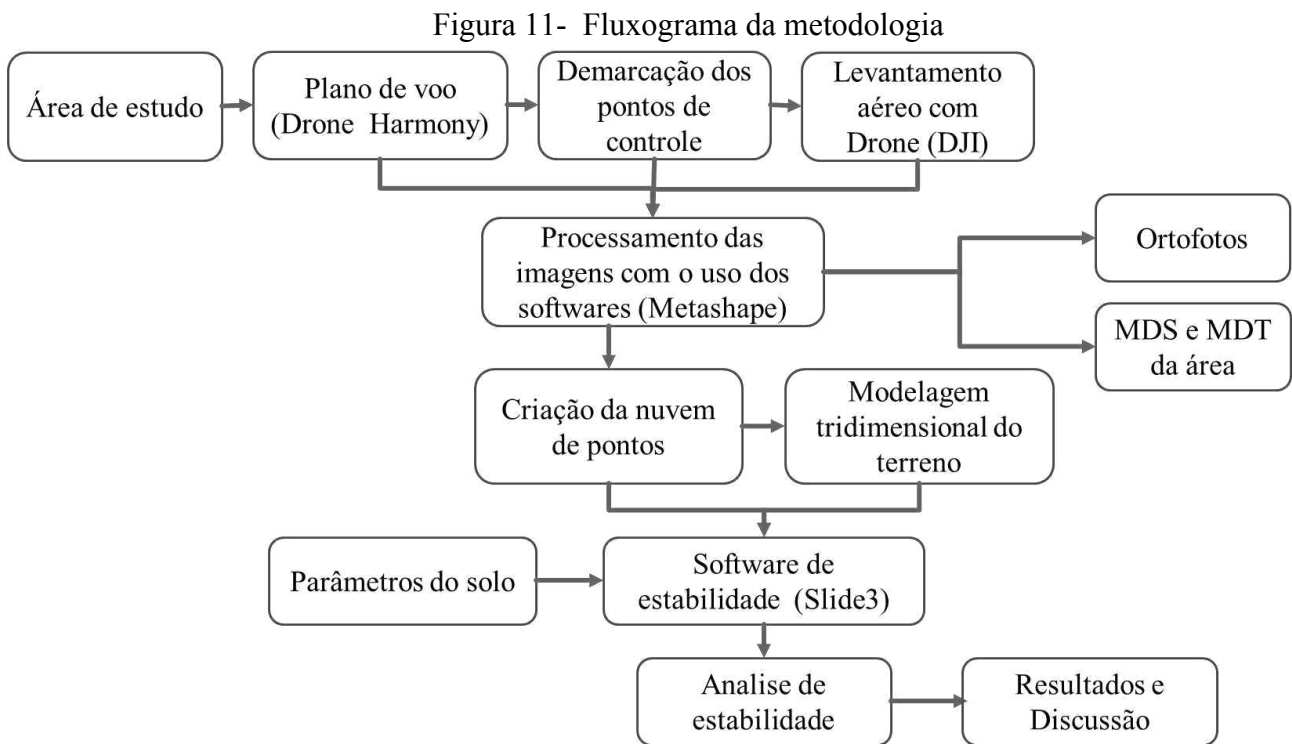 Figura 11-  Fluxograma da metodologia
Área de estudo
Plano de voo
(Drone Harmony)
Demarcação dos
pontos de
controle
Levantamento
aéreo com
Drone (DJI)
Processamento das
imagens com o uso dos
softwares (Metashape)
Ortofotos
MDS e MDT
da área
Criação da nuvem
de pontos
Modelagem
tridimensional do
terreno
Parâmetros do solo
Software de
estabilidade (Slide3)
Analise de
estabilidade
Resultados e
Discussão